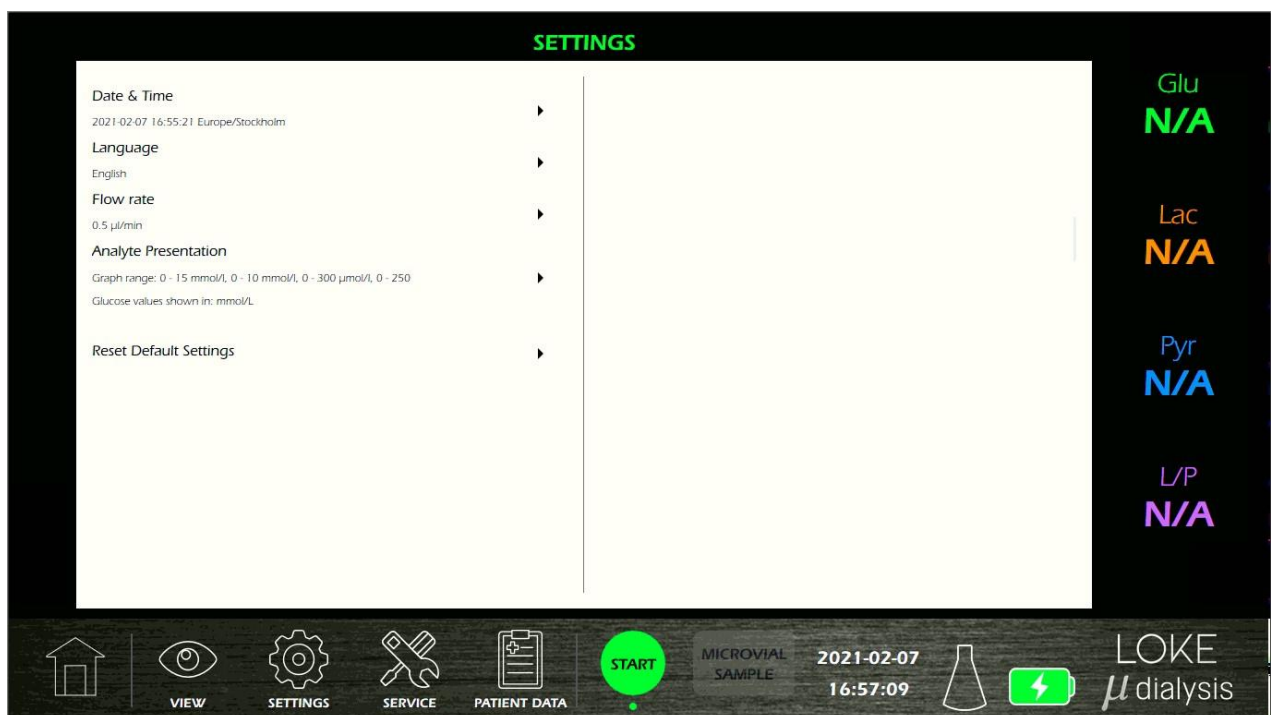 SETTINGS
Date & Time
2021-02-07 16:55:21 Europe/Stockholm
Language
English
Flow rate
0.5 µl/min
Analyte Presentation
Graph range: 0 - 15 mmol/l, 0 - 10 mmol/l, 0 - 300 µmol/l, 0 - 250
Glucose values shown in: mmol/L
Reset Default Settings
Glu
N/A
Lac
N/A
Pyr
N/A
L/P
N/A
VIEW
SETTINGS
SERVICE
PATIENT DATA
START
MICROVIAL
SAMPLE
2021-02-07
16:57:09
LOKE
µ dialysis